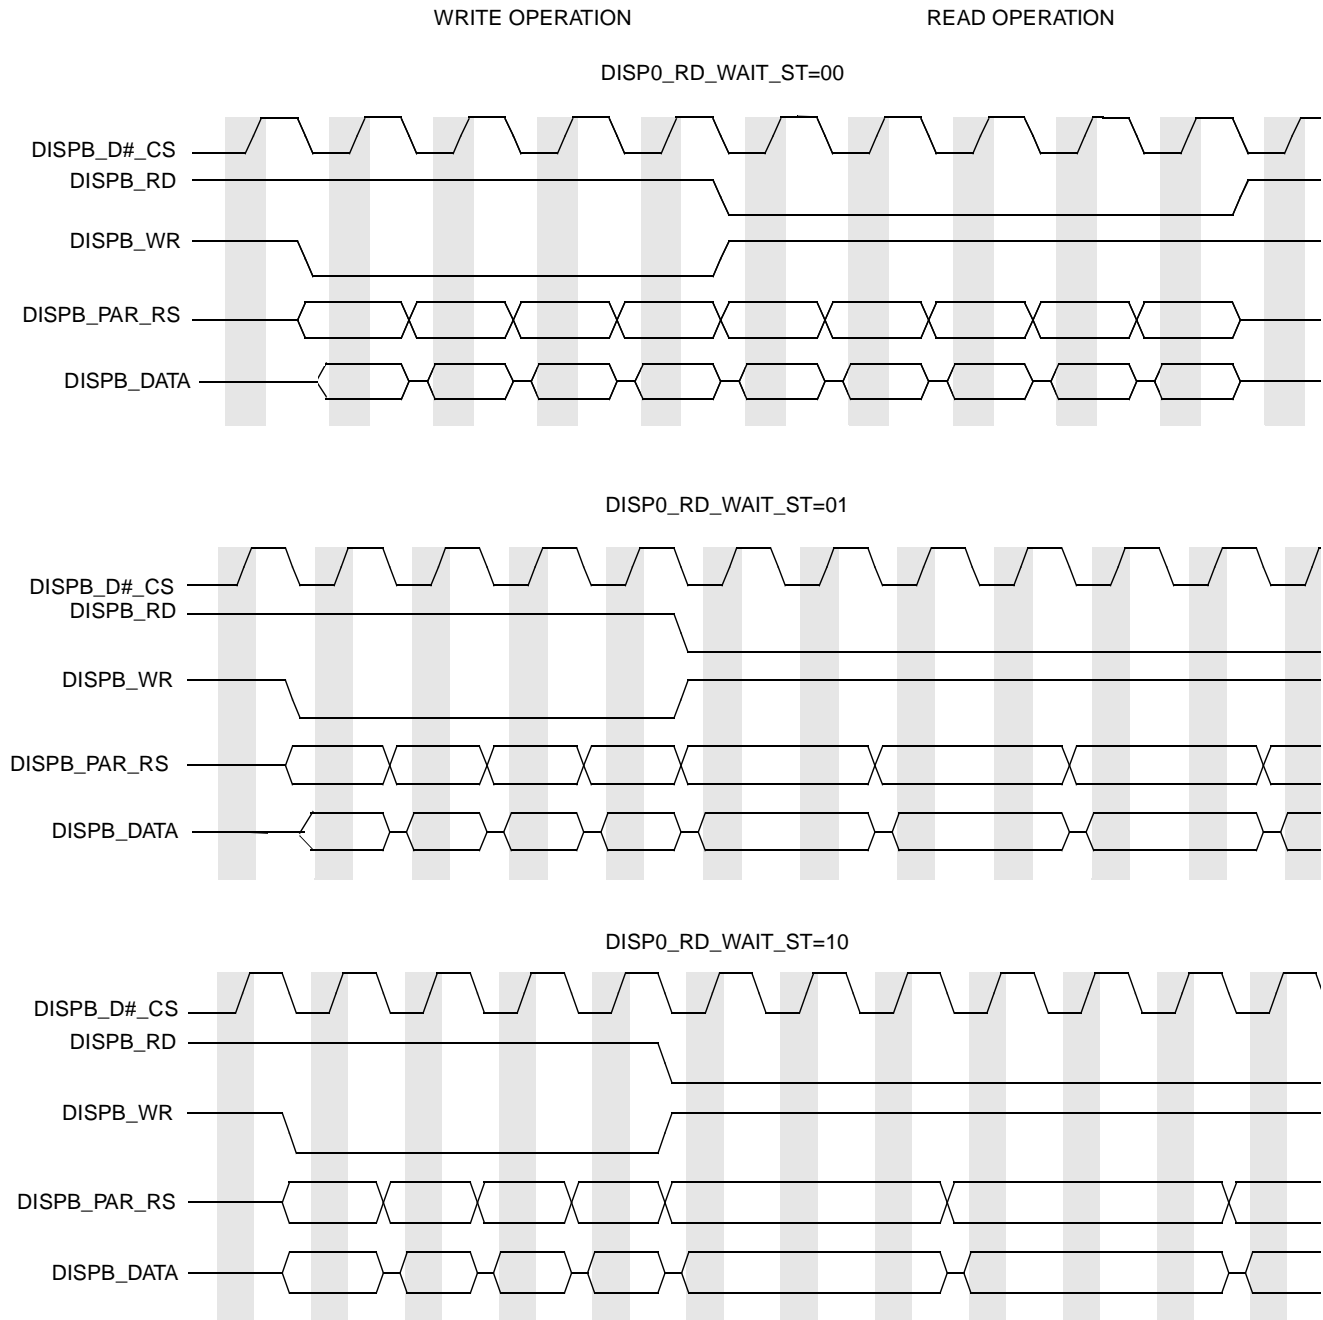 WRITE OPERATION
READ OPERATION
DISP0_RD_WAIT_ST=00
DISPB_D#_CS
DISPB_RD
DISPB_WR
DISPB_PAR_RS
DISPB_DATA
DISP0_RD_WAIT_ST=01
DISPB_D#_CS
DISPB_RD
DISPB_WR
DISPB_PAR_RS
DISPB_DATA
DISP0_RD_WAIT_ST=10
DISPB_D#_CS
DISPB_RD
DISPB_WR
DISPB_PAR_RS
DISPB_DATA